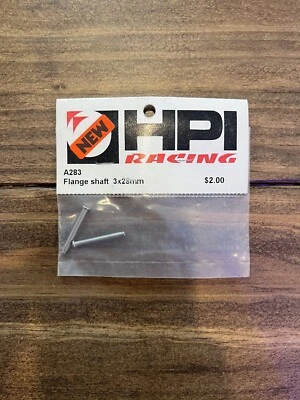 NEW
HPI
RACING
A283
Flange shaft 3x28mm $2.00